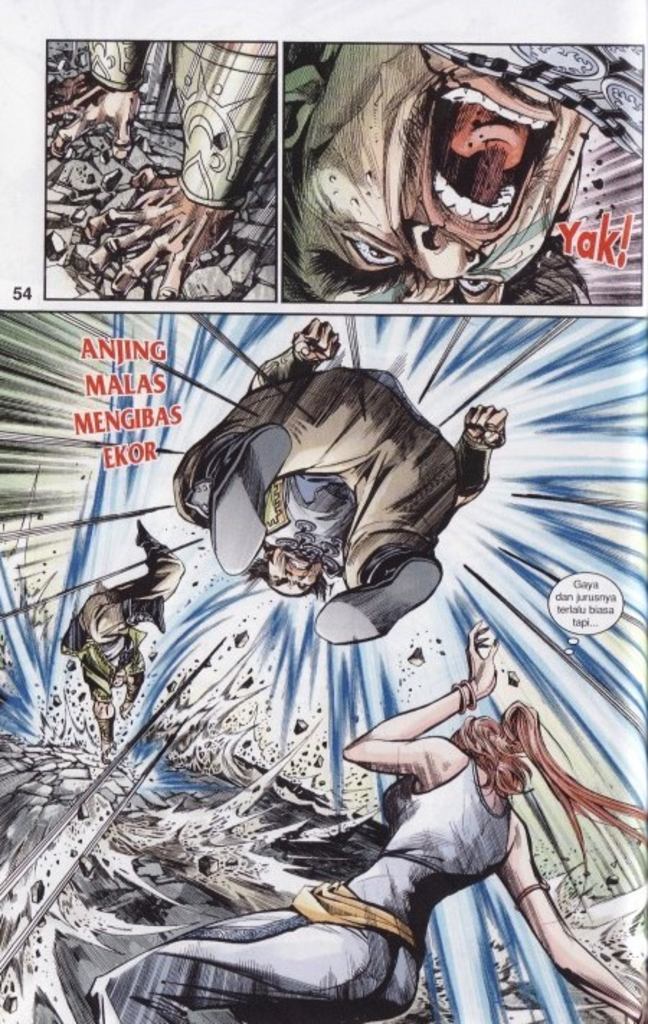 Yak!
54
ANJING
MALAS
MENGIBAS
EKOR
Gaya
dan jurusnya
terlalu biasa
tapi...